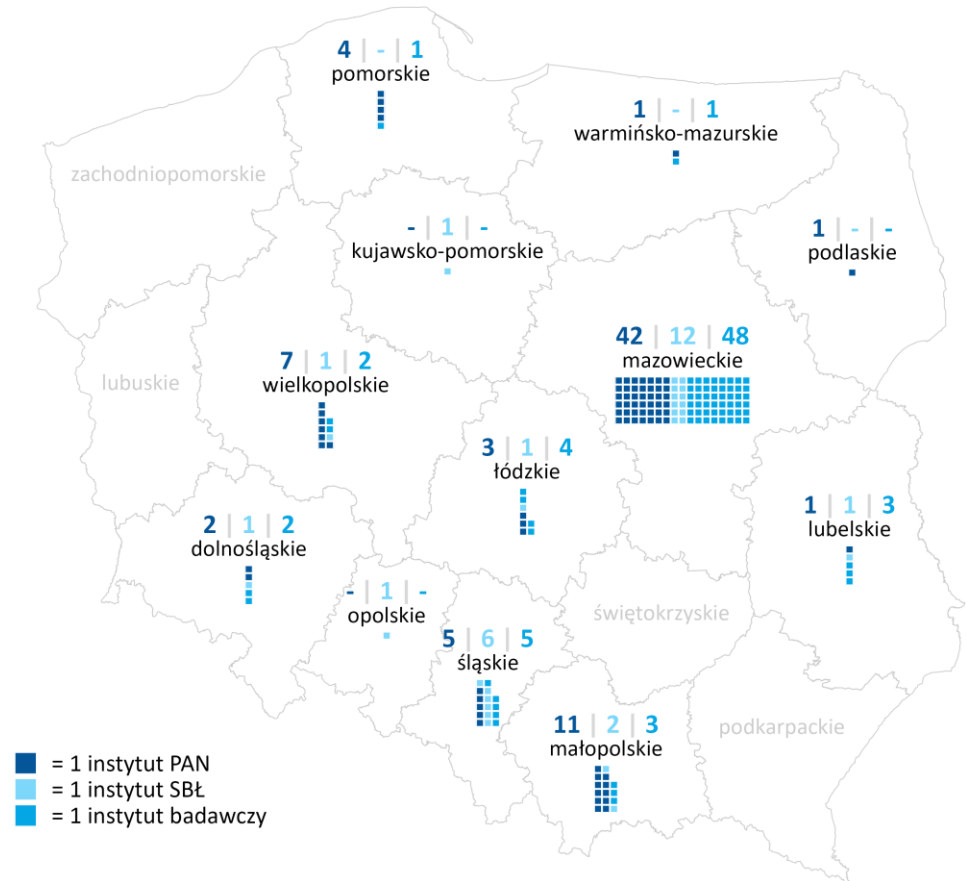 4 | - | 1
pomorskie
1 | - | 1
warmińsko-mazurskie
zachodniopomorskie
- | 1 | -
kujawsko-pomorskie
1 | - | -
podlaskie
42 | 12 | 48
mazowieckie
7 | 1 | 2
wielkopolskie
lubuskie
3 | 1 | 4
łódzkie
1 | 1 | 3
lubelskie
2 | 1 | 2
dolnośląskie
- | 1 | -
opolskie
świętokrzyskie
5 | 6 | 5
śląskie
11 | 2 | 3
małopolskie
podkarpackie
= 1 instytut PAN
= 1 instytut SBŁ
= 1 instytut badawczy